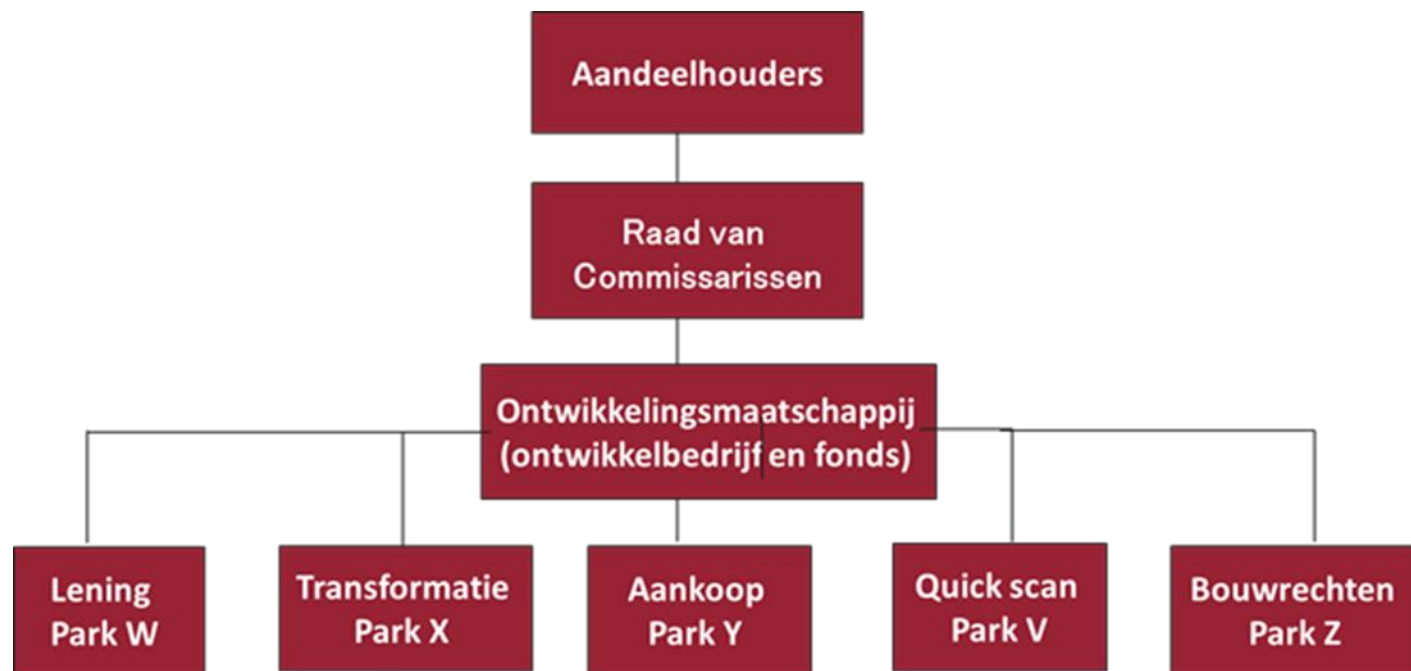 Aandeelhouders
Raad van
Commissarissen
Ontwikkelingsmaatschappij
(ontwikkelbedrijf en fonds)
Lening
Park W
Transformatie
Park X
Aankoop
Park Y
Quick scan
Park V
Bouwrechten
Park Z